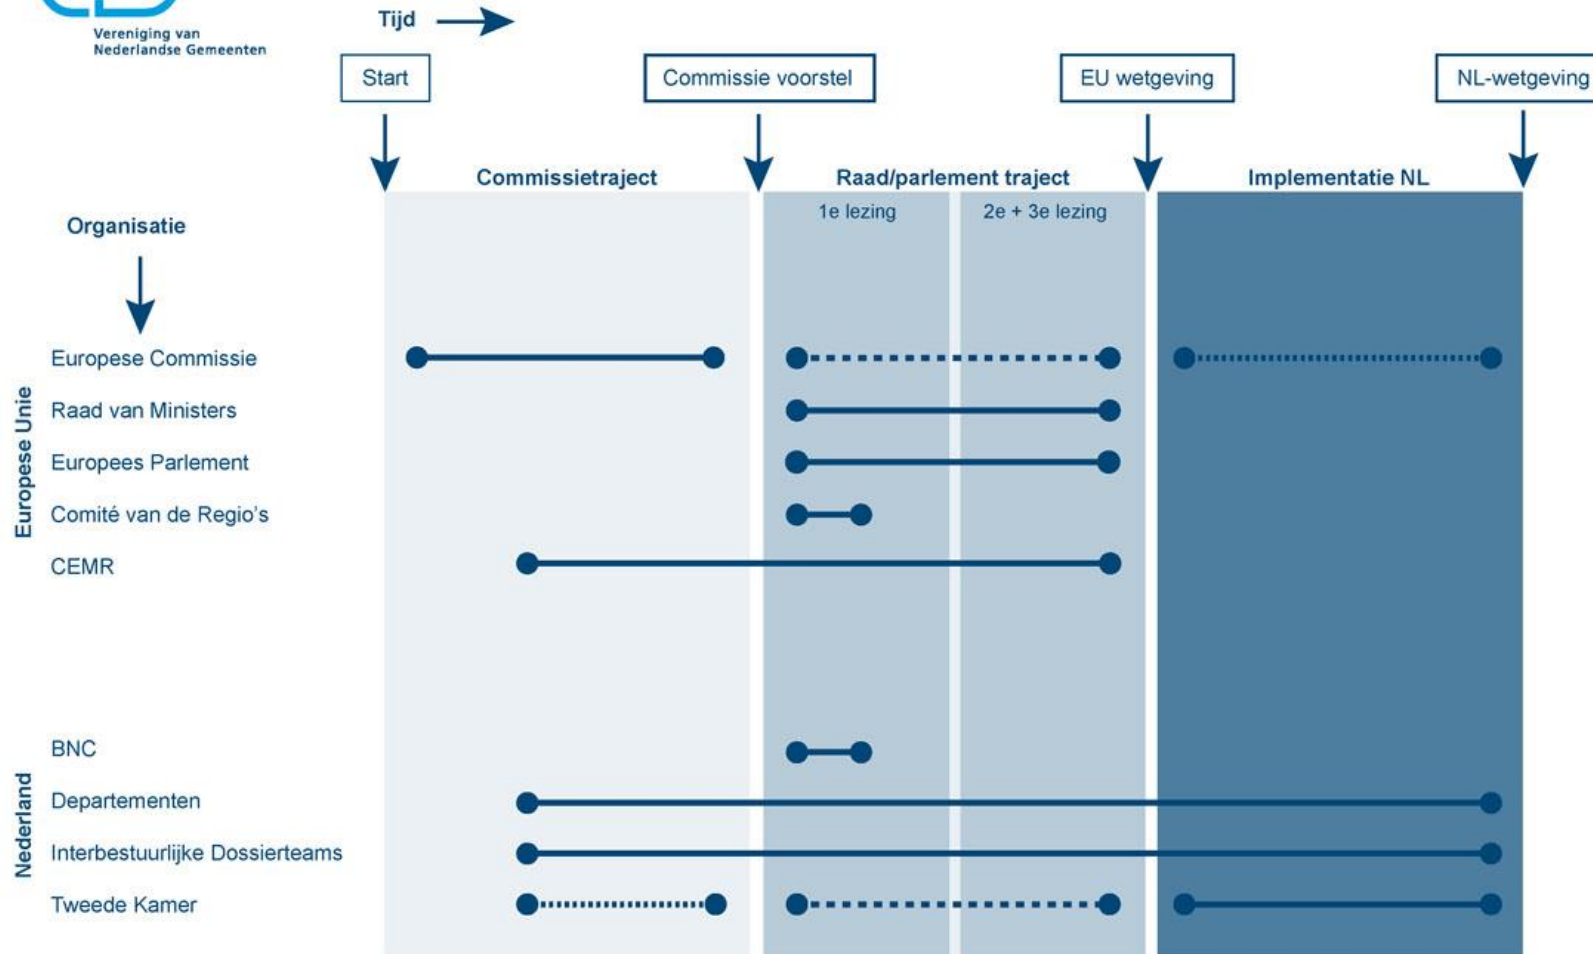 Vereniging van
Nederlandse Gemeenten
Tijd
Start
Commissie voorstel
EU wetgeving
NL-wetgeving
Commissietraject
Raad/parlement traject
Implementatie NL
1e lezing
2e + 3e lezing
Organisatie
Europese Unie
Europese Commissie
Raad van Ministers
Europees Parlement
Comité van de Regio's
CEMR
Nederland
BNC
Departementen
Interbestuurlijke Dossierteams
Tweede Kamer